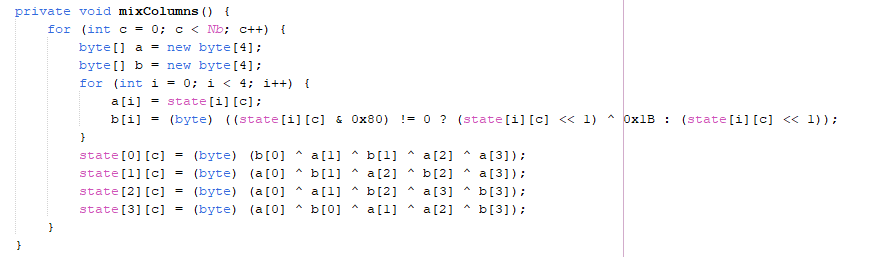 private void mixColumns() {
    for (int c = 0; c < Nb; c++) {
        byte[] a = new byte[4];
        byte[] b = new byte[4];
        for (int i = 0; i < 4; i++) {
            a[i] = state[i][c];
            b[i] = (byte) ((state[i][c] & 0x80) != 0 ? (state[i][c] << 1) ^ 0x1B : (state[i][c] << 1));
        }
        state[0][c] = (byte) (b[0] ^ a[1] ^ b[1] ^ a[2] ^ a[3]);
        state[1][c] = (byte) (a[0] ^ b[1] ^ a[2] ^ b[2] ^ a[3]);
        state[2][c] = (byte) (a[0] ^ a[1] ^ b[2] ^ a[3] ^ b[3]);
        state[3][c] = (byte) (a[0] ^ b[0] ^ a[1] ^ a[2] ^ b[3]);
    }
}